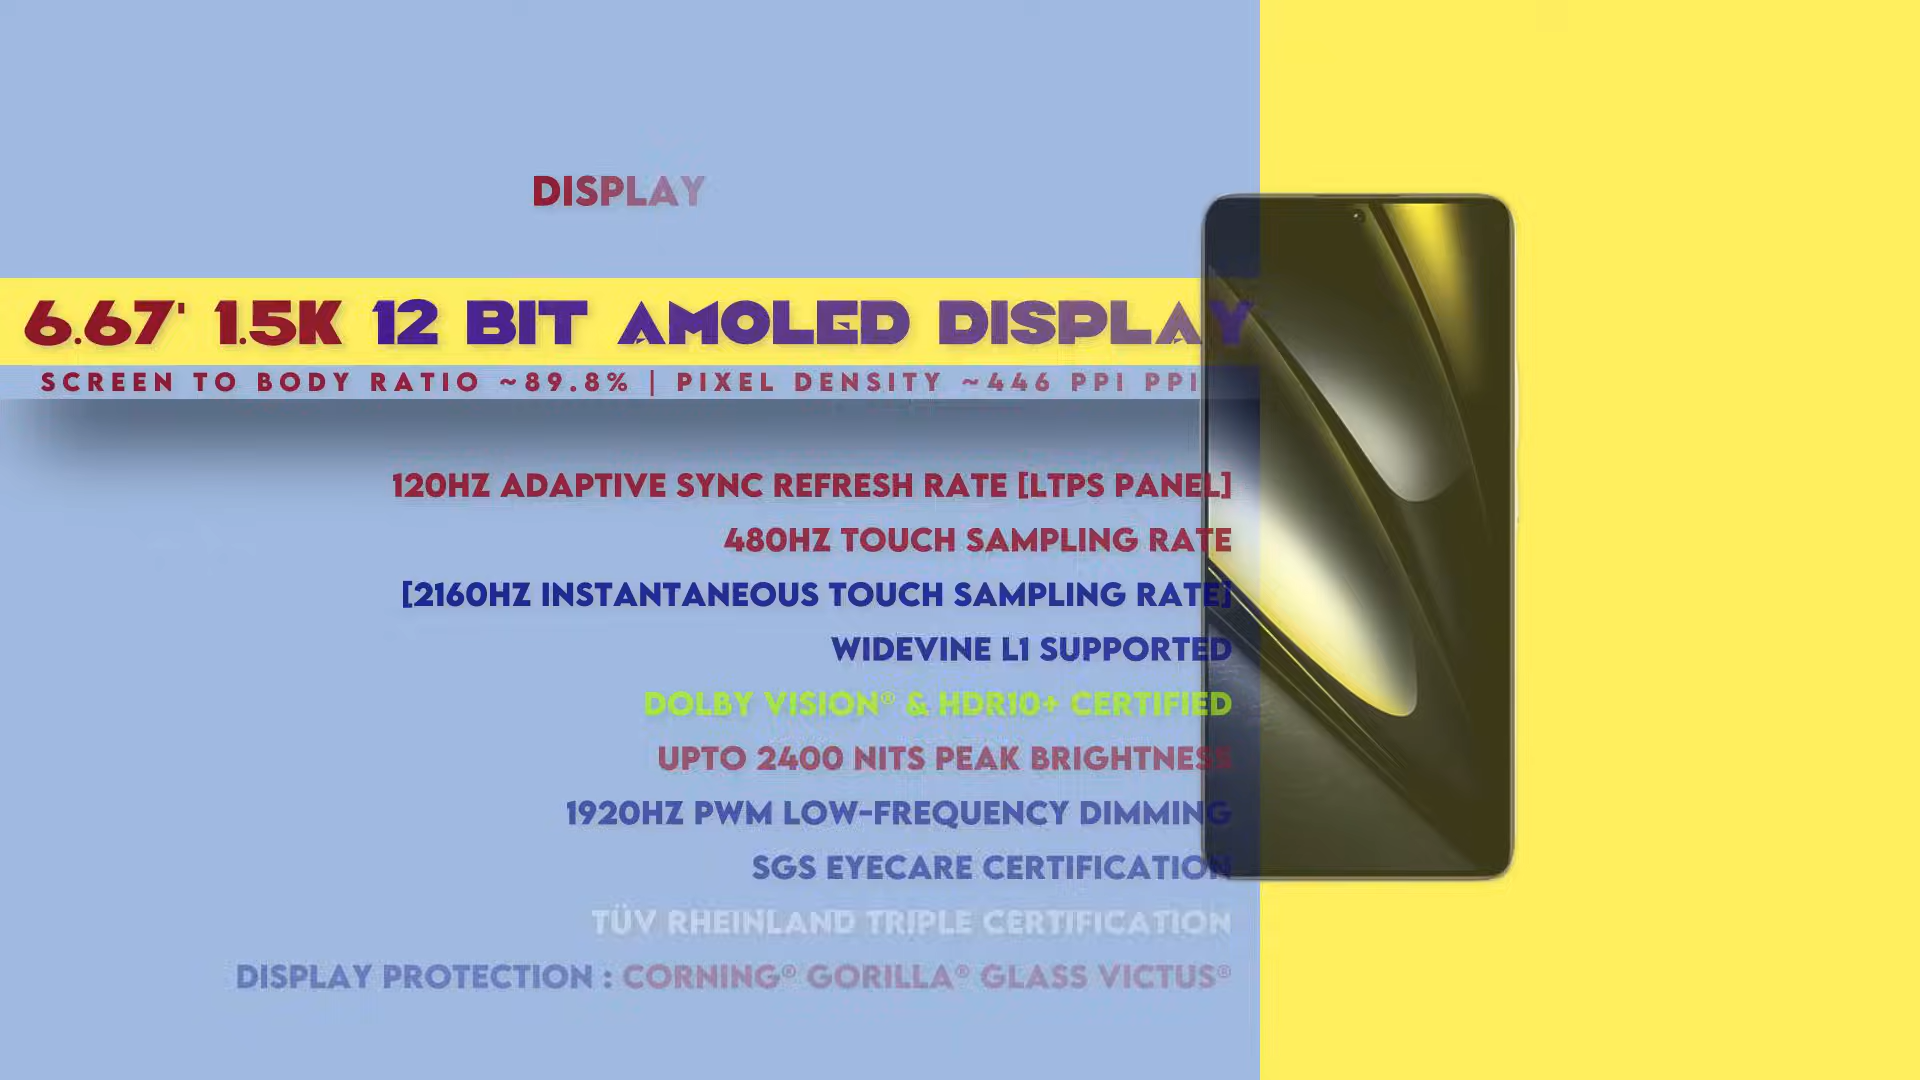 DISPLAY
6.67' 1.5K 12 BIT AMOLED DISPLAY
SCREEN TO BODY RATIO ~89.8% | PIXEL DENSITY ~446 PPI PPI
120HZ ADAPTIVE SYNC REFRESH RATE [LTPS PANEL]
480HZ TOUCH SAMPLING RATE
[2160HZ INSTANTANEOUS TOUCH SAMPLING RATE]
WIDEVINE L1 SUPPORTED
DOLBY VISION® & HDR10+ CERTIFIED
UPTO 2400 NITS PEAK BRIGHTNESS
1920HZ PWM LOW-FREQUENCY DIMMING
SGS EYECARE CERTIFICATION
TÜV RHEINLAND TRIPLE CERTIFICATION
DISPLAY PROTECTION : CORNING® GORILLA® GLASS VICTUS®